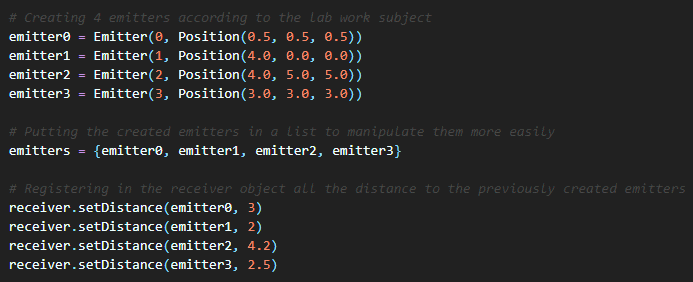 # Creating 4 emitters according to the lab work subject
emitter0 = Emitter(0, Position(0.5, 0.5, 0.5))
emitter1 = Emitter(1, Position(4.0, 0.0, 0.0))
emitter2 = Emitter(2, Position(4.0, 5.0, 5.0))
emitter3 = Emitter(3, Position(3.0, 3.0, 3.0))
# Putting the created emitters in a list to manipulate them more easily
emitters = {emitter0, emitter1, emitter2, emitter3}
# Registering in the receiver object all the distance to the previously created emitters
receiver.setDistance(emitter0, 3)
receiver.setDistance(emitter1, 2)
receiver.setDistance(emitter2, 4.2)
receiver.setDistance(emitter3, 2.5)